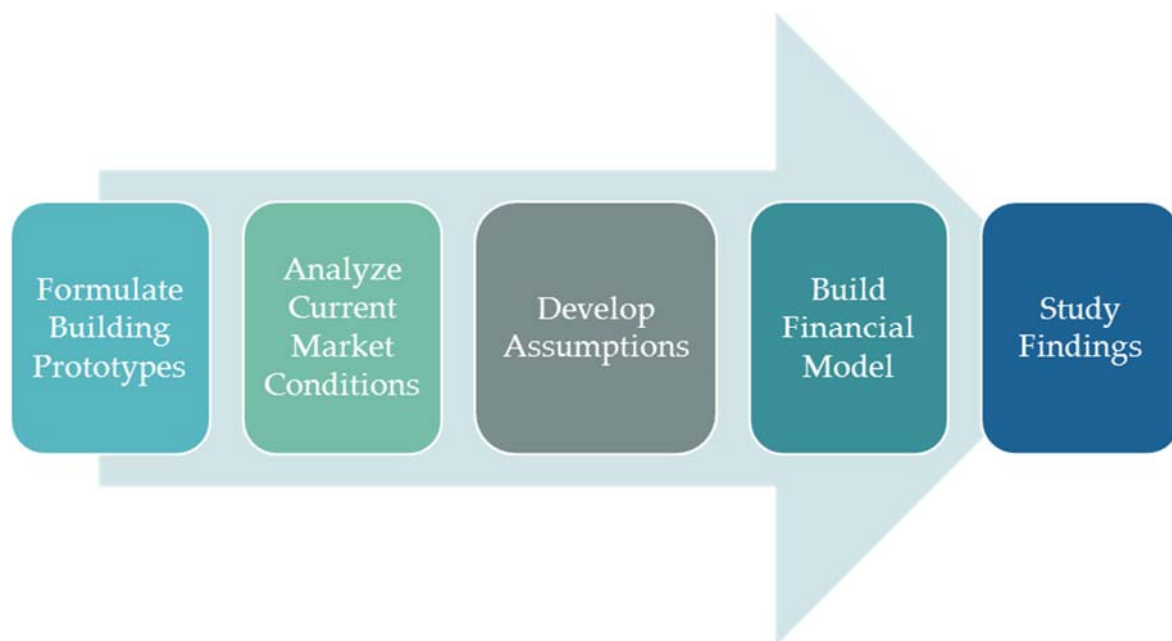 Formulate
Building
Prototypes
Analyze
Current
Market
Conditions
Develop
Assumptions
Build
Financial
Model
Study
Findings